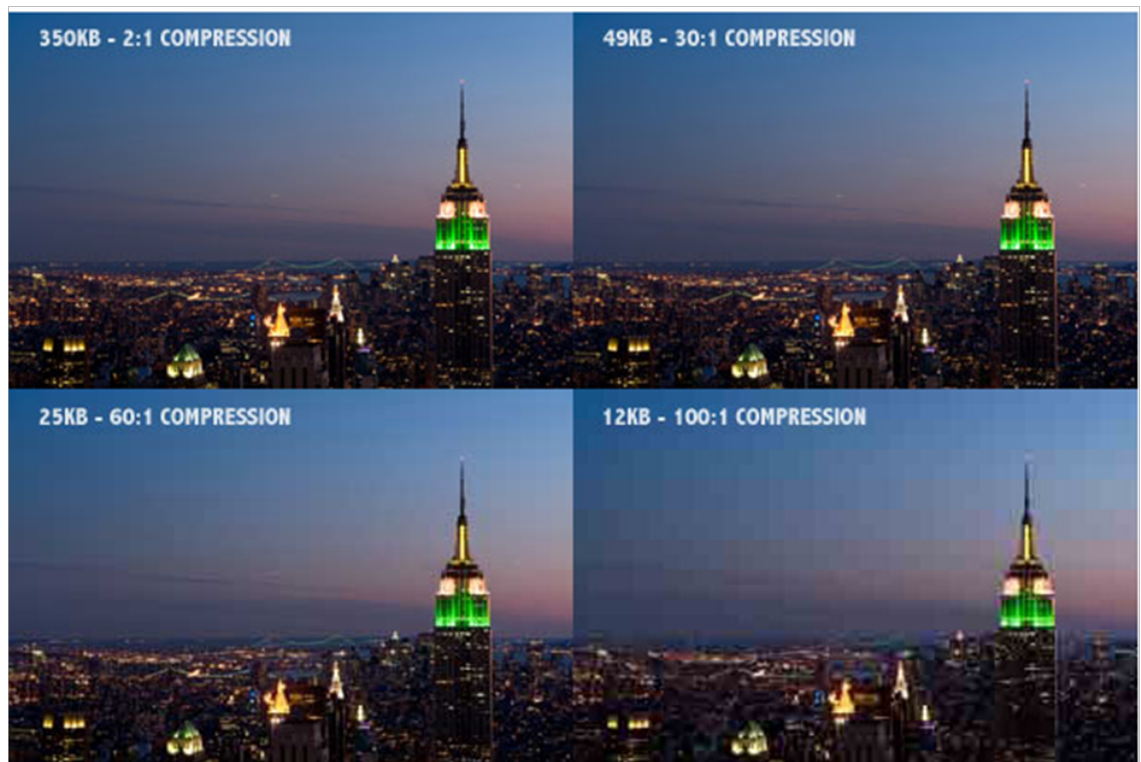 350KB - 2:1 COMPRESSION
49KB - 30:1 COMPRESSION
25KB - 60:1 COMPRESSION
12KB - 100:1 COMPRESSION